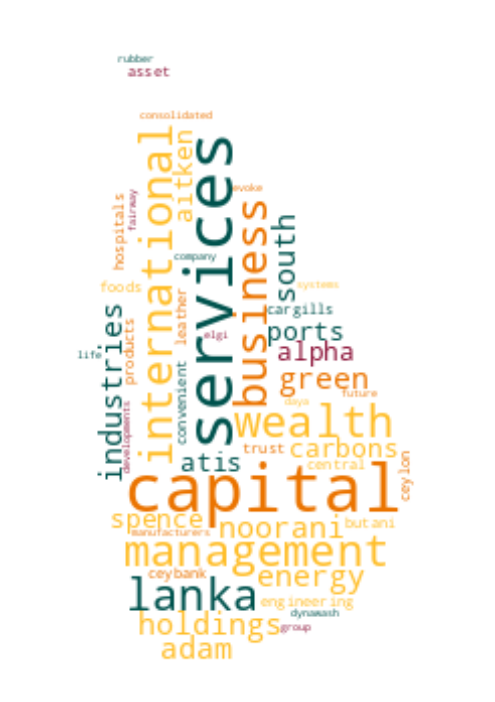 rubber
asset
consolidated
international
aitken
services
evoke
hospitals
fairway
business
south
company
foods
systems
leather
cargills
industries
products
elgi
ports
life
alpha
convenient
green
future
developments
daya
wealth
trust
carbons
atis
central
ceylon
capital
spence
noorani
butani
manufacturers
management
ceybank
energy
lanka
engineering
dynawash
holdings
group
adam